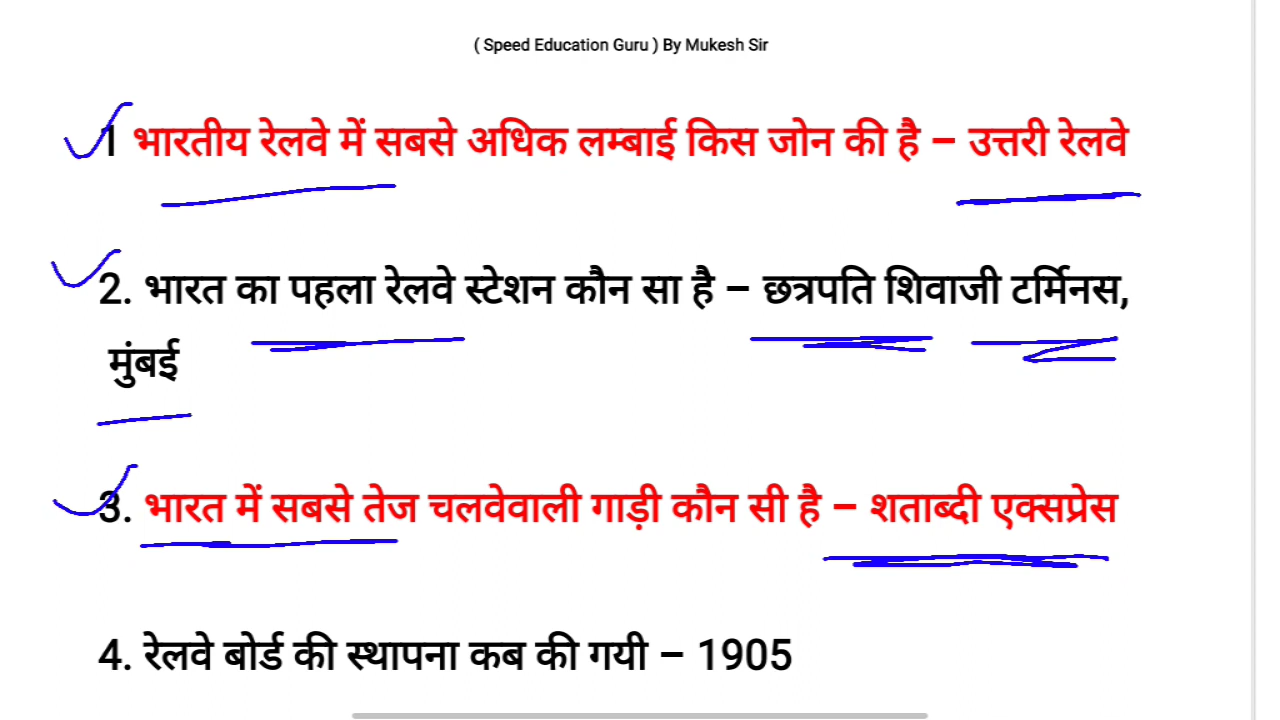 ( Speed Education Guru ) By Mukesh Sir
1 भारतीय रेलवे में सबसे अधिक लम्बाई किस जोन की है – उत्तरी रेलवे
2. भारत का पहला रेलवे स्टेशन कौन सा है – छत्रपति शिवाजी टर्मिनस,
मुंबई
3. भारत में सबसे तेज चलवेवाली गाड़ी कौन सी है – शताब्दी एक्सप्रेस
4. रेलवे बोर्ड की स्थापना कब की गयी – 1905